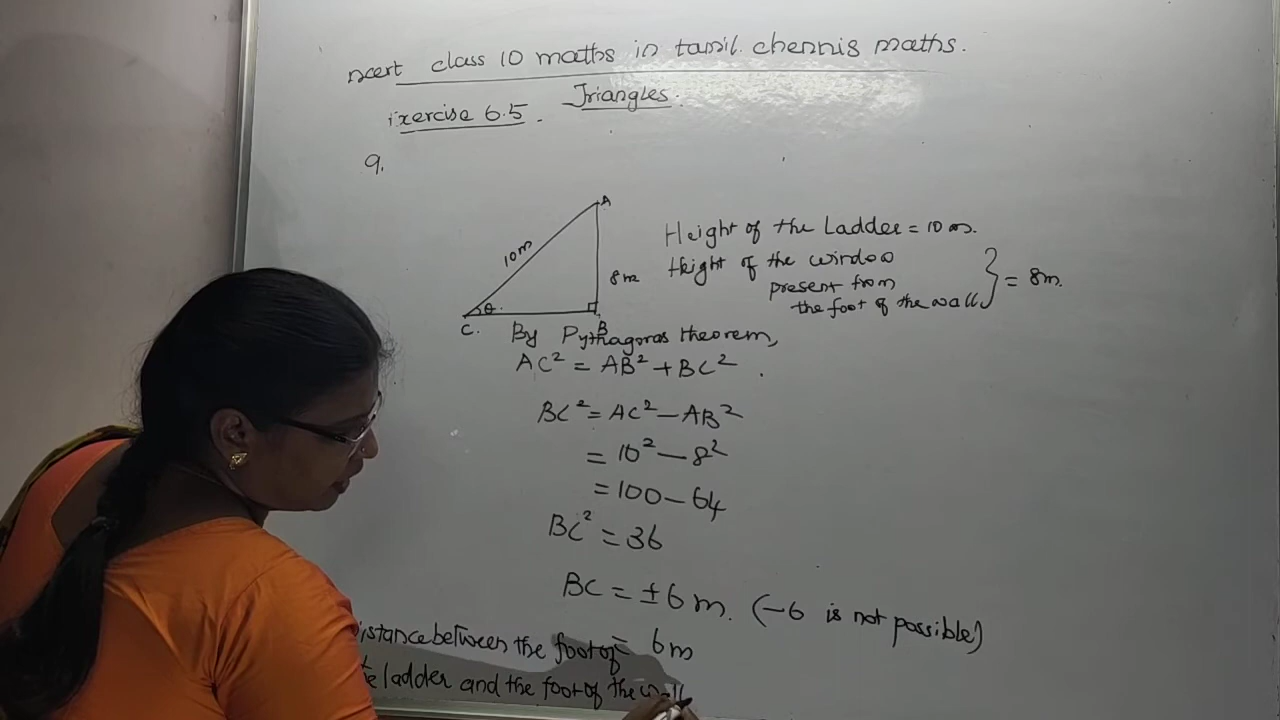 ncert class 10 maths in tamil chennis maths.
Exercise 6.5. Triangles.
9.
A
10m
8m
θ
C.
B
Height of the Ladder = 10 m.
Height of the window
present from
the foot of the wall } = 8m.
By Pythagoras theorem,
AC² = AB² + BC².
BC² = AC² - AB²
= 10² - 8²
= 100 - 64
BC² = 36
BC = ±6 m. (-6 is not possible)
distance between the foot of = 6m
ladder and the foot of the wall